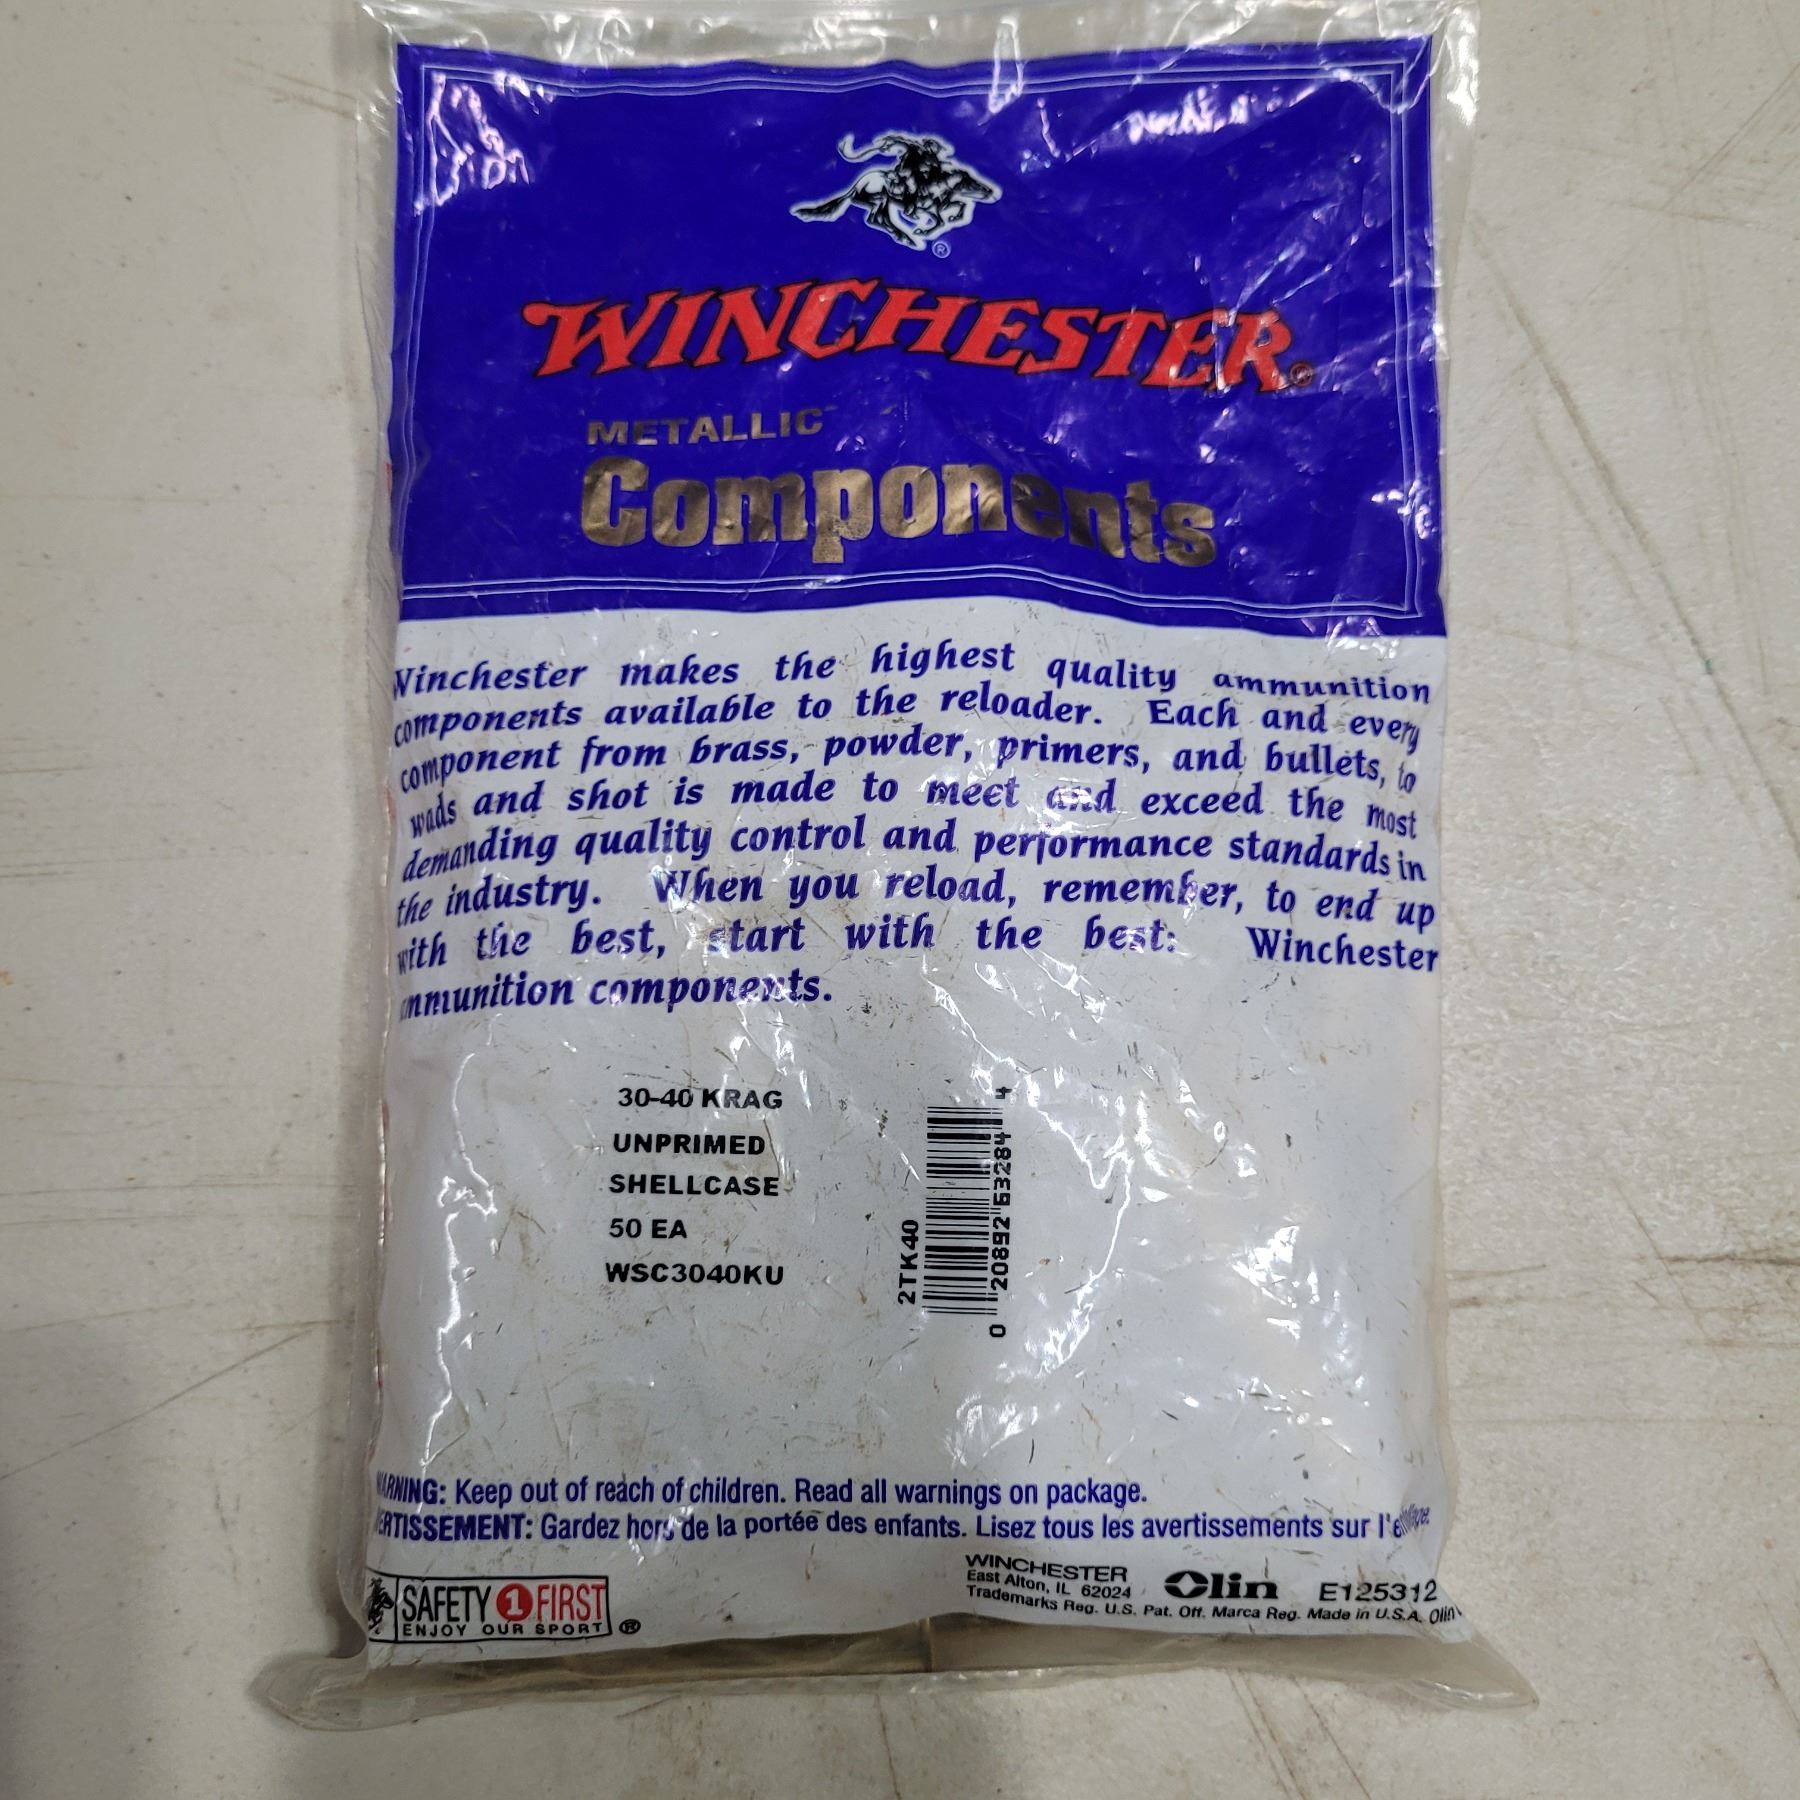 WINCHESTER®
METALLIC
Components
Winchester makes the highest quality ammunition
components available to the reloader. Each and every
component from brass, powder, primers, and bullets, to
wads and shot is made to meet and exceed the most
demanding quality control and performance standards in
the industry. When you reload, remember, to end up
with the best, start with the best: Winchester
ammunition components.
30-40 KRAG
UNPRIMED
SHELLCASE
50 EA
WSC3040KU
2TK40
0 20892 63284 4
WARNING: Keep out of reach of children. Read all warnings on package.
AVERTISSEMENT: Gardez hors de la portée des enfants. Lisez tous les avertissements sur
SAFETY 1 FIRST
ENJOY OUR SPORT ®
WINCHESTER
East Alton, IL 62024
Olin
E125312
Trademarks Reg. U.S. Pat. Off. Marca Reg. Made in U.S.A. Olin